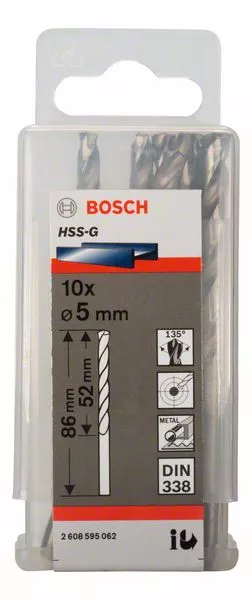 BOSCH
HSS-G
10x
ø 5 mm
135°
86 mm
52 mm
METAL
DIN
338
2 608 595 062